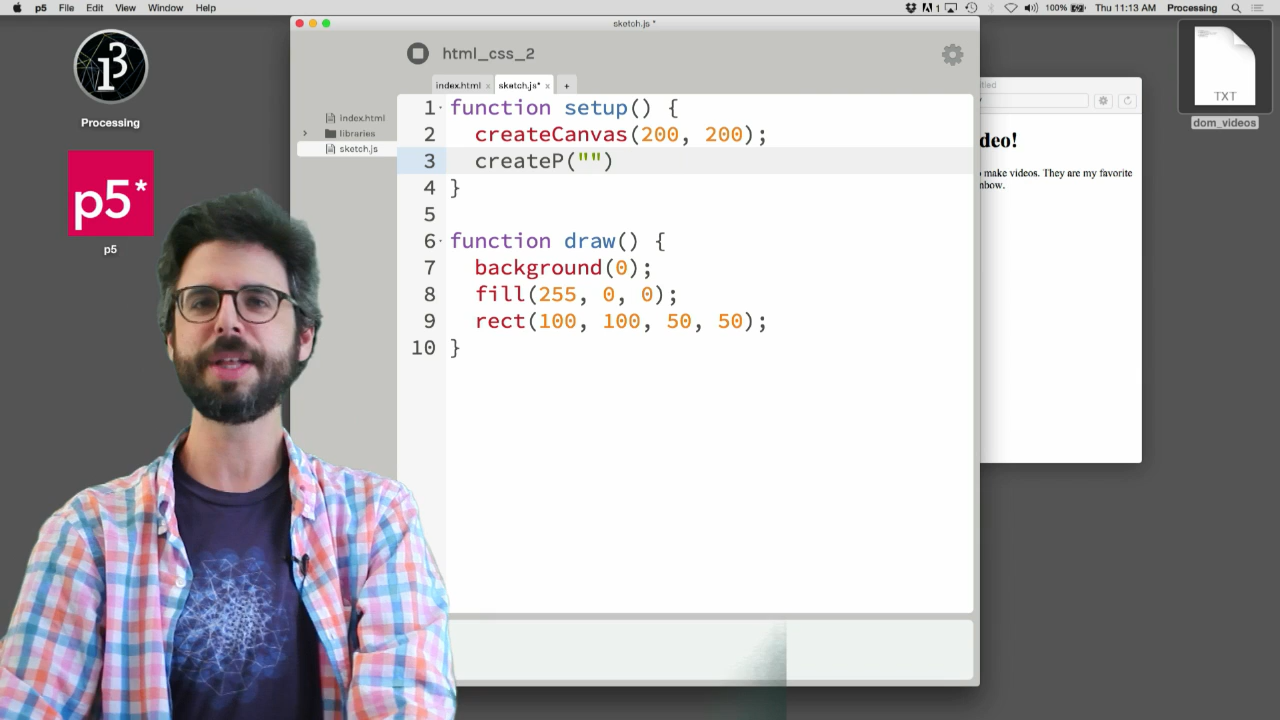 p5 File Edit View Window Help
1 100% Thu 11:13 AM Processing
sketch.js *
html_css_2
index.html x sketch.js* x +
index.html
libraries
sketch.js
1 function setup() {
2 createCanvas(200, 200);
3 createP("")
4 }
5
6 function draw() {
7 background(0);
8 fill(255, 0, 0);
9 rect(100, 100, 50, 50);
10 }
Processing
p5*
p5
deo!
make videos. They are my favorite
nbow.
TXT
dom_videos